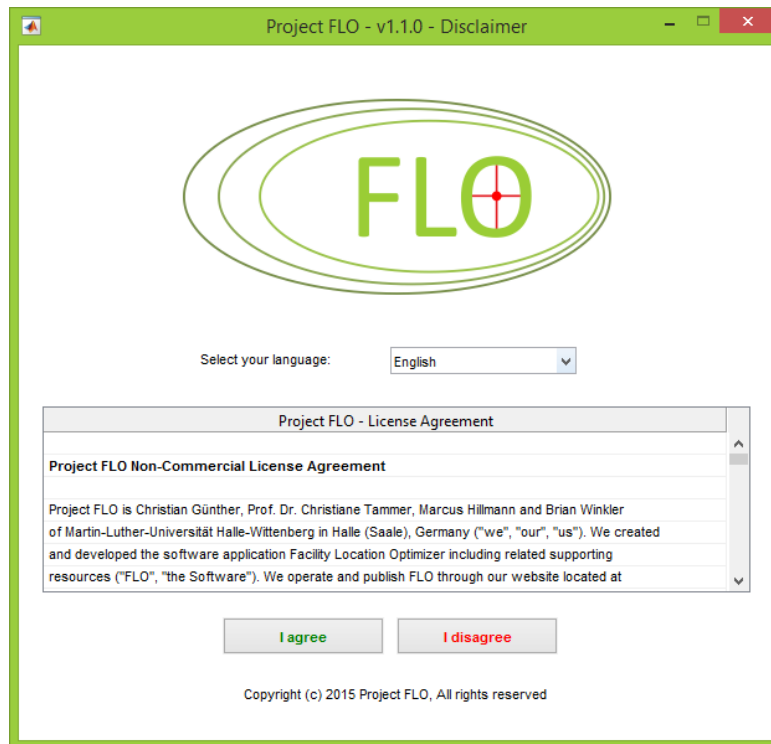 Project FLO - v1.1.0 - Disclaimer
FLO
Select your language:
English
Project FLO - License Agreement
Project FLO Non-Commercial License Agreement
Project FLO is Christian Günther, Prof. Dr. Christiane Tammer, Marcus Hillmann and Brian Winkler
of Martin-Luther-Universität Halle-Wittenberg in Halle (Saale), Germany ("we", "our", "us"). We created
and developed the software application Facility Location Optimizer including related supporting
resources ("FLO", "the Software"). We operate and publish FLO through our website located at
I agree
I disagree
Copyright (c) 2015 Project FLO, All rights reserved